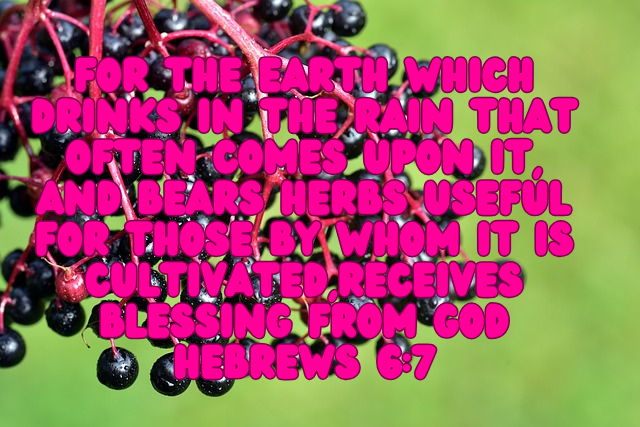 FOR THE EARTH WHICH
DRINKS IN THE RAIN THAT
OFTEN COMES UPON IT,
AND BEARS HERBS USEFUL
FOR THOSE BY WHOM IT IS
CULTIVATED,RECEIVES
BLESSING FROM GOD
HEBREWS 6:7